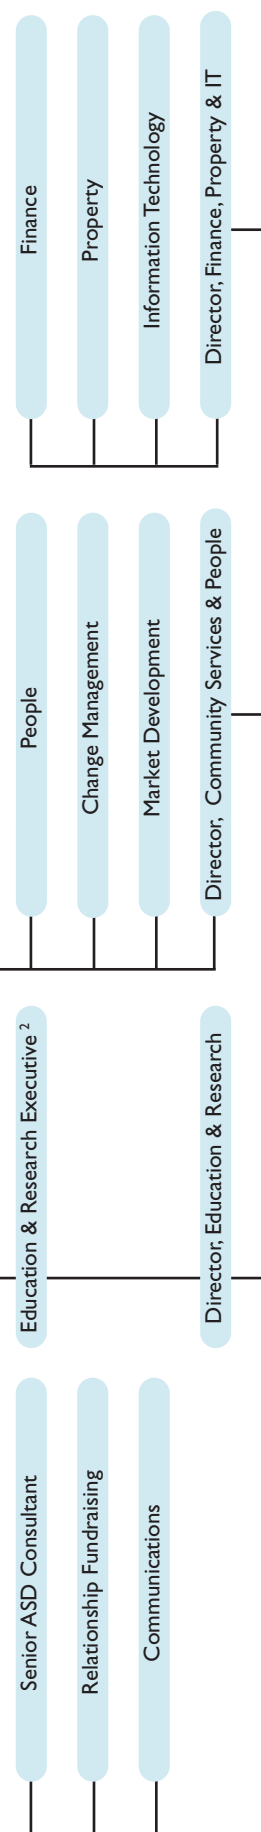 Finance
Property
Information Technology
Director, Finance, Property & IT
People
Change Management
Market Development
Director, Community Services & People
Education & Research Executive ²
Director, Education & Research
Senior ASD Consultant
Relationship Fundraising
Communications